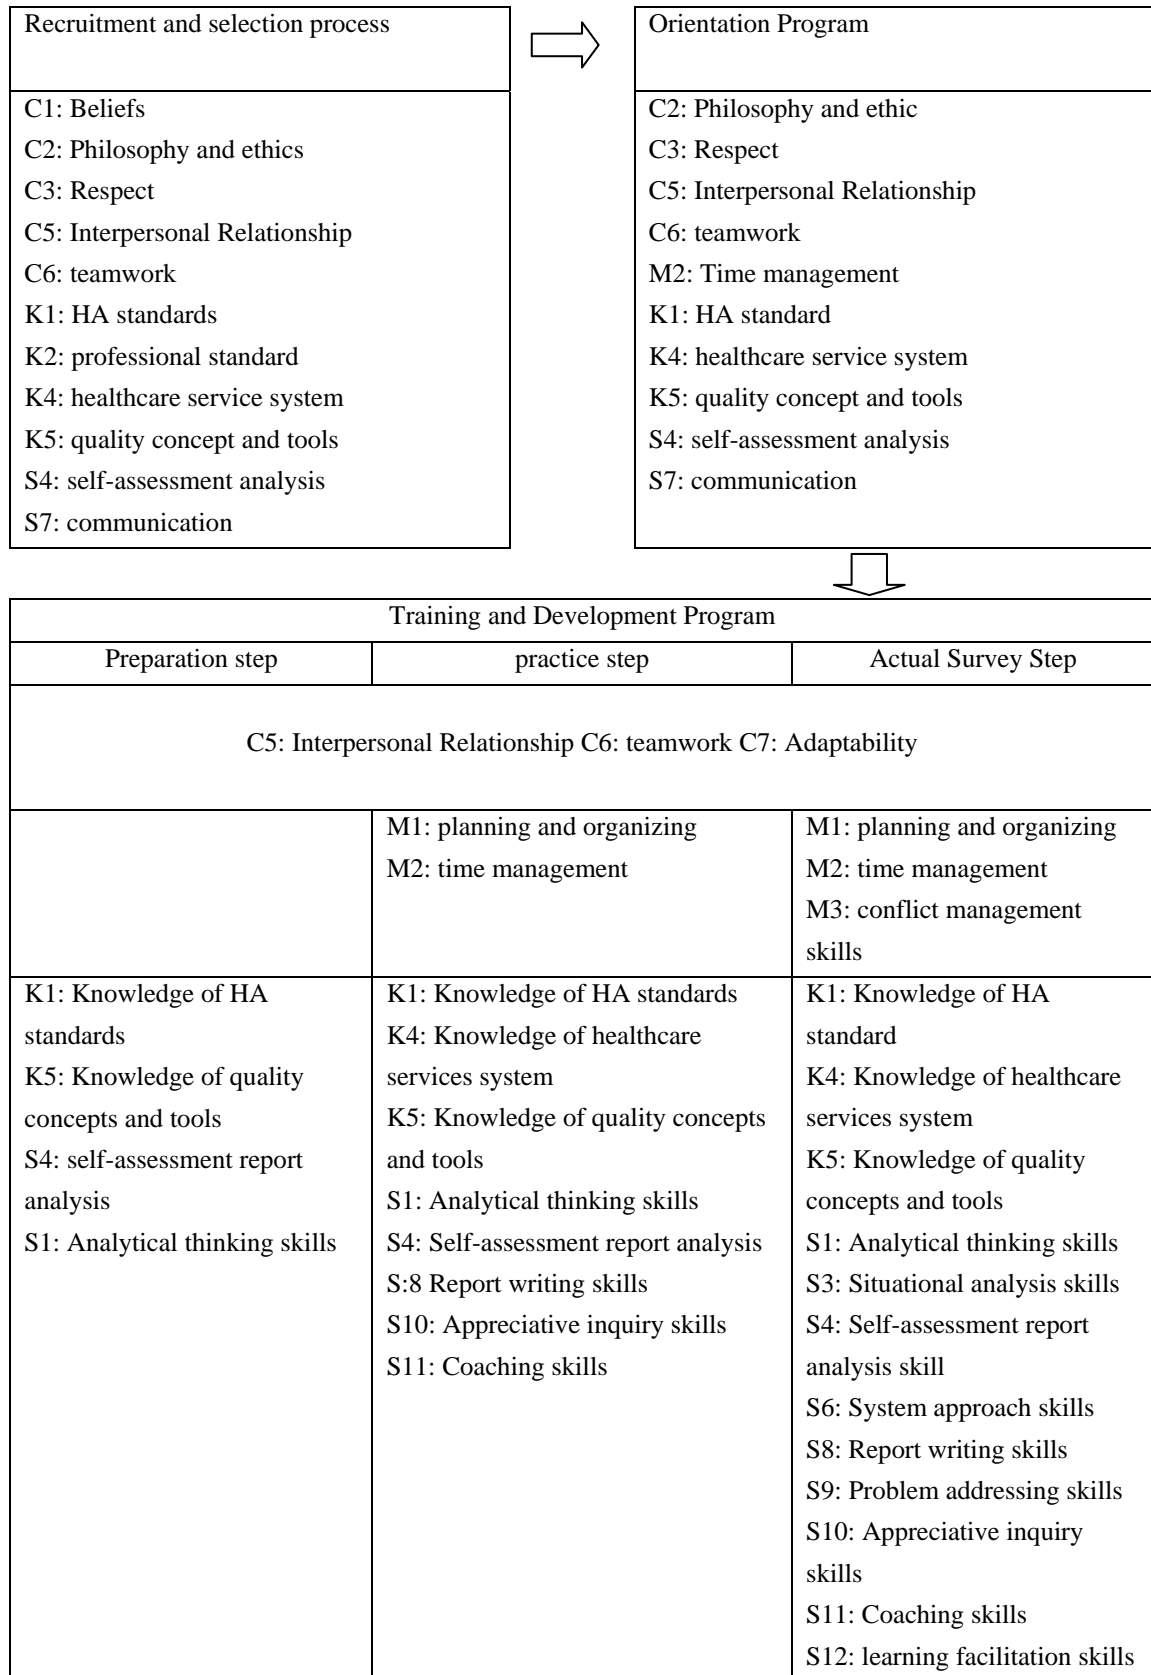 Recruitment and selection process
C1: Beliefs
C2: Philosophy and ethics
C3: Respect
C5: Interpersonal Relationship
C6: teamwork
K1: HA standards
K2: professional standard
K4: healthcare service system
K5: quality concept and tools
S4: self-assessment analysis
S7: communication
Orientation Program
C2: Philosophy and ethic
C3: Respect
C5: Interpersonal Relationship
C6: teamwork
M2: Time management
K1: HA standard
K4: healthcare service system
K5: quality concept and tools
S4: self-assessment analysis
S7: communication
Training and Development Program
Preparation step
practice step
Actual Survey Step
C5: Interpersonal Relationship C6: teamwork C7: Adaptability
M1: planning and organizing
M2: time management
M1: planning and organizing
M2: time management
M3: conflict management
skills
K1: Knowledge of HA
standards
K5: Knowledge of quality
concepts and tools
S4: self-assessment report
analysis
S1: Analytical thinking skills
K1: Knowledge of HA standards
K4: Knowledge of healthcare
services system
K5: Knowledge of quality concepts
and tools
S1: Analytical thinking skills
S4: Self-assessment report analysis
S:8 Report writing skills
S10: Appreciative inquiry skills
S11: Coaching skills
K1: Knowledge of HA
standard
K4: Knowledge of healthcare
services system
K5: Knowledge of quality
concepts and tools
S1: Analytical thinking skills
S3: Situational analysis skills
S4: Self-assessment report
analysis skill
S6: System approach skills
S8: Report writing skills
S9: Problem addressing skills
S10: Appreciative inquiry
skills
S11: Coaching skills
S12: learning facilitation skills